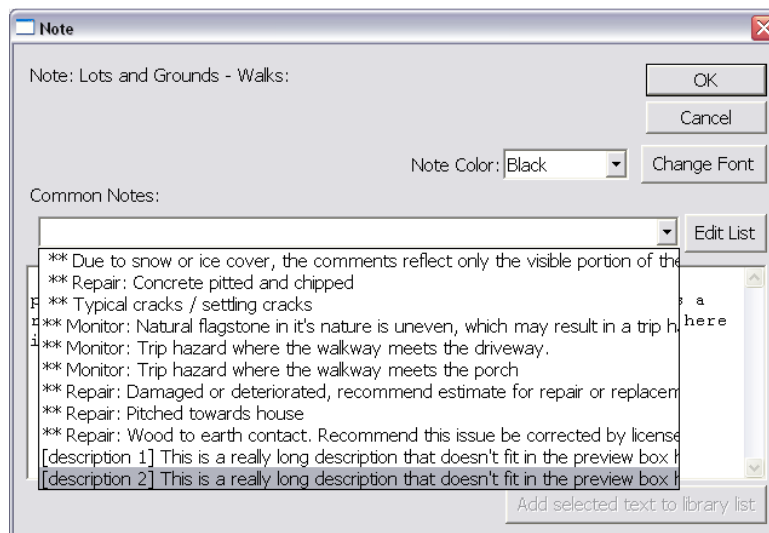 Note
Note: Lots and Grounds - Walks:
OK
Cancel
Note Color: Black
Change Font
Common Notes:
Edit List
** Due to snow or ice cover, the comments reflect only the visible portion of the
** Repair: Concrete pitted and chipped
** Typical cracks / settling cracks
** Monitor: Natural flagstone in it's nature is uneven, which may result in a trip h
** Monitor: Trip hazard where the walkway meets the driveway.
** Monitor: Trip hazard where the walkway meets the porch
** Repair: Damaged or deteriorated, recommend estimate for repair or replacem
** Repair: Pitched towards house
** Repair: Wood to earth contact. Recommend this issue be corrected by license
[description 1] This is a really long description that doesn't fit in the preview box h
[description 2] This is a really long description that doesn't fit in the preview box h
a
here
Add selected text to library list